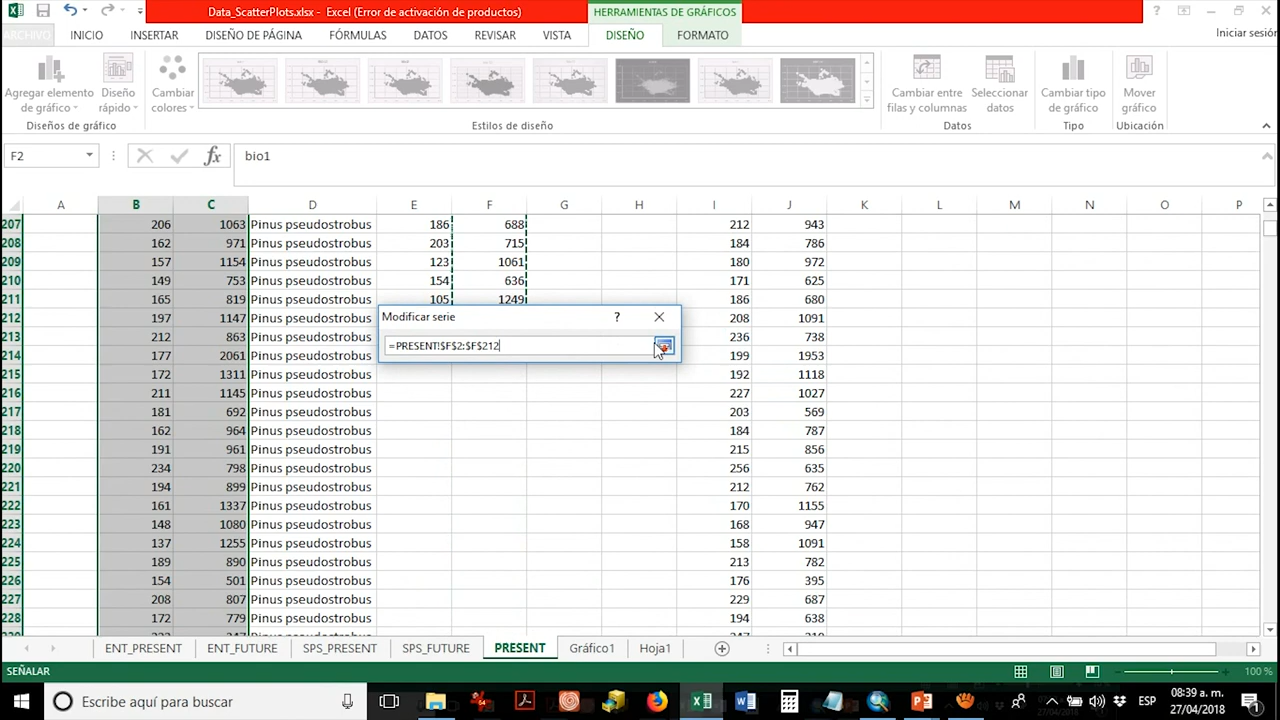 Data_ScatterPlots.xlsx - Excel (Error de activación de productos)
HERRAMIENTAS DE GRÁFICOS
ARCHIVO INICIO INSERTAR DISEÑO DE PÁGINA FÓRMULAS DATOS REVISAR VISTA DISEÑO FORMATO Iniciar sesión
Agregar elemento de gráfico
Diseño rápido
Cambiar colores
Cambiar entre filas y columnas
Seleccionar datos
Cambiar tipo de gráfico
Mover gráfico
Diseños de gráfico Estilos de diseño Datos Tipo Ubicación
F2 fx bio1
A B C D E F G H I J K L M N O P
207 206 1063 Pinus pseudostrobus 186 688 212 943
208 162 971 Pinus pseudostrobus 203 715 184 786
209 157 1154 Pinus pseudostrobus 123 1061 180 972
210 149 753 Pinus pseudostrobus 154 636 171 625
211 165 819 Pinus pseudostrobus 105 1249 186 680
212 197 1147 Pinus pseudostrobus 208 1091
Modificar serie ?
213 212 863 Pinus pseudostrobus 236 738
=PRESENT!$F$2:$F$212
214 177 2061 Pinus pseudostrobus 199 1953
215 172 1311 Pinus pseudostrobus 192 1118
216 211 1145 Pinus pseudostrobus 227 1027
217 181 692 Pinus pseudostrobus 203 569
218 162 964 Pinus pseudostrobus 184 787
219 191 961 Pinus pseudostrobus 215 856
220 234 798 Pinus pseudostrobus 256 635
221 194 899 Pinus pseudostrobus 212 762
222 161 1337 Pinus pseudostrobus 170 1155
223 148 1080 Pinus pseudostrobus 168 947
224 137 1255 Pinus pseudostrobus 158 1091
225 189 890 Pinus pseudostrobus 213 782
226 154 501 Pinus pseudostrobus 176 395
227 208 807 Pinus pseudostrobus 229 687
228 172 779 Pinus pseudostrobus 194 638
ENT_PRESENT ENT_FUTURE SPS_PRESENT SPS_FUTURE PRESENT Gráfico1 Hoja1
SEÑALAR 100 %
Escribe aquí para buscar ESP 08:39 a. m.
27/04/2018